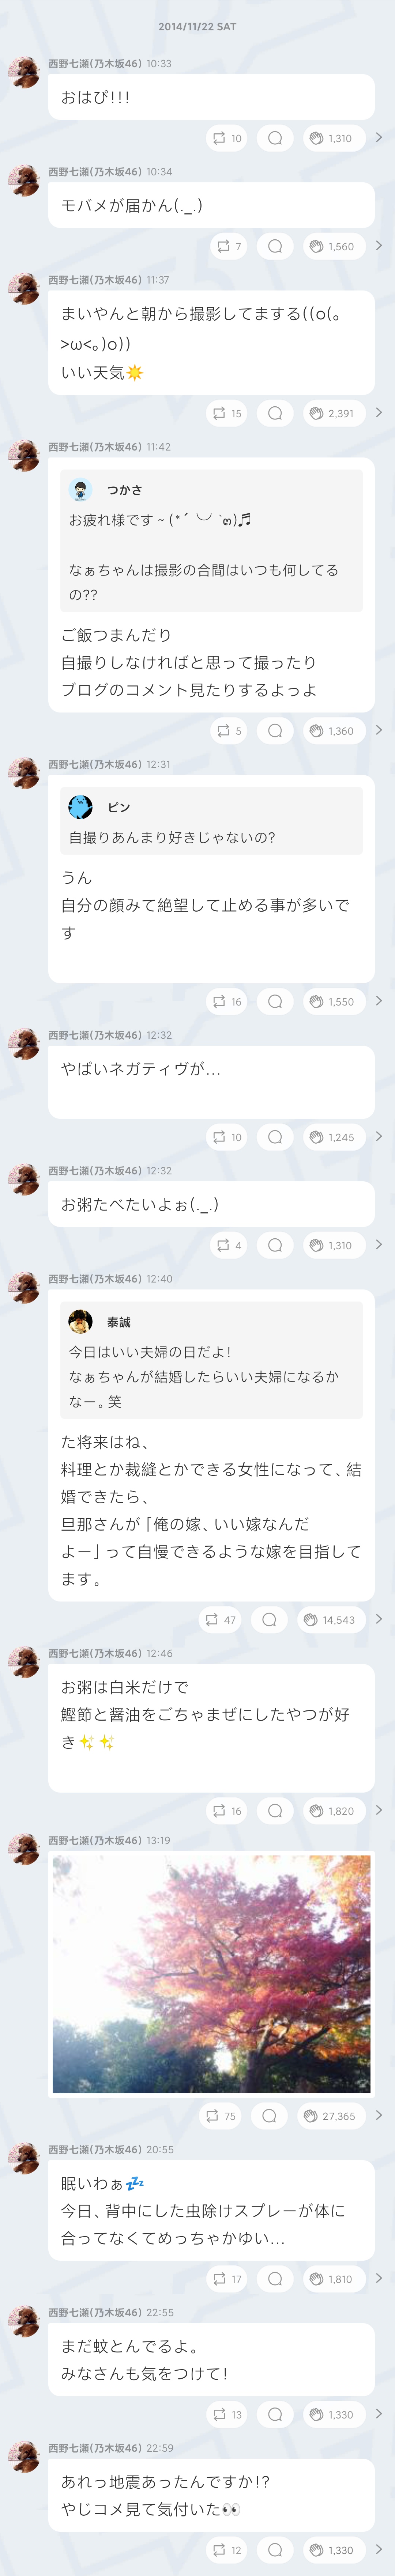 2014/11/22 SAT
西野七瀬(乃木坂46) 10:33
おはぴ!!!
10
1,310
西野七瀬(乃木坂46) 10:34
モバメが届かん(._.)
7
1,560
西野七瀬(乃木坂46) 11:37
まいやんと朝から撮影してまする((o(｡
>ω<｡)o))
いい天気☀
15
2,391
西野七瀬(乃木坂46) 11:42
つかさ
お疲れ様です~(*´╰╯`๓)♬
なぁちゃんは撮影の合間はいつも何してる
の??
ご飯つまんだり
自撮りしなければと思って撮ったり
ブログのコメント見たりするよっよ
5
1,360
西野七瀬(乃木坂46) 12:31
ピン
自撮りあんまり好きじゃないの?
うん
自分の顔みて絶望して止める事が多いで
す
16
1,550
西野七瀬(乃木坂46) 12:32
やばいネガティヴが...
10
1,245
西野七瀬(乃木坂46) 12:32
お粥たべたいよぉ(._.)
4
1,310
西野七瀬(乃木坂46) 12:40
泰誠
今日はいい夫婦の日だよ!
なぁちゃんが結婚したらいい夫婦になるか
なー。笑
た将来はね、
料理とか裁縫とかできる女性になって、結
婚できたら、
旦那さんが「俺の嫁、いい嫁なんだ
よー」って自慢できるような嫁を目指して
ます。
47
14,543
西野七瀬(乃木坂46) 12:46
お粥は白米だけで
鰹節と醤油をごちゃまぜにしたやつが好
き✨✨
16
1,820
西野七瀬(乃木坂46) 13:19
75
27,365
西野七瀬(乃木坂46) 20:55
眠いわぁ💤
今日、背中にした虫除けスプレーが体に
合ってなくてめっちゃかゆい...
17
1,810
西野七瀬(乃木坂46) 22:55
まだ蚊とんでるよ。
みなさんも気をつけて!
13
1,330
西野七瀬(乃木坂46) 22:59
あれっ地震あったんですか!?
やじコメ見て気付いた👀
12
1,330